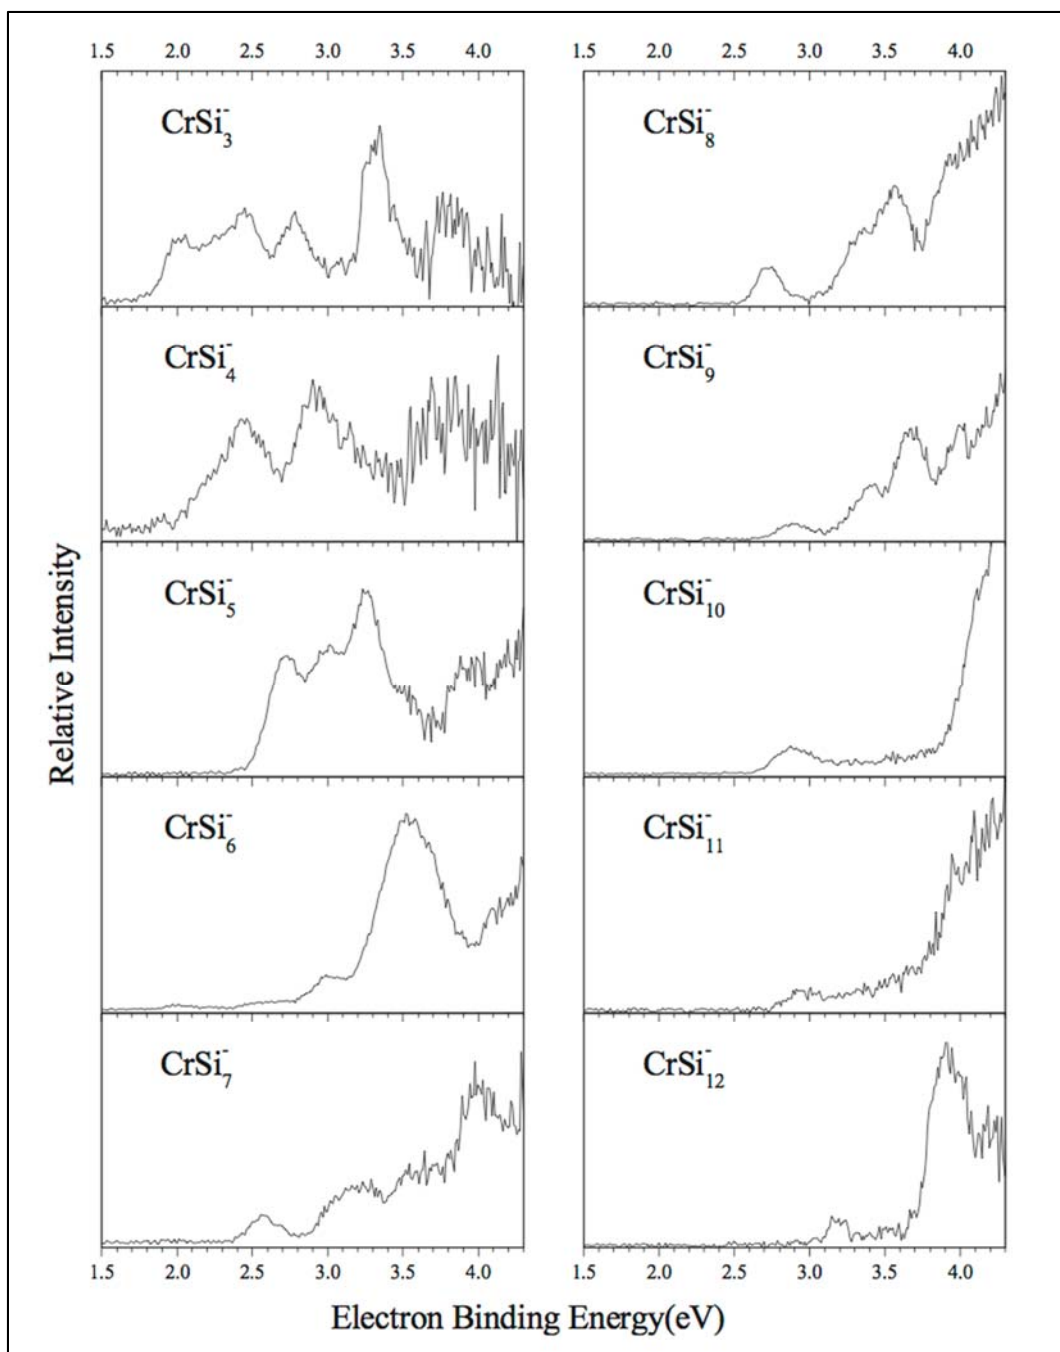 1.5 2.0 2.5 3.0 3.5 4.0 1.5 2.0 2.5 3.0 3.5 4.0
CrSi₃⁻ CrSi₈⁻
CrSi₄⁻ CrSi₉⁻
CrSi₅⁻ CrSi₁₀⁻
CrSi₆⁻ CrSi₁₁⁻
CrSi₇⁻ CrSi₁₂⁻
Relative Intensity
1.5 2.0 2.5 3.0 3.5 4.0 1.5 2.0 2.5 3.0 3.5 4.0
Electron Binding Energy(eV)